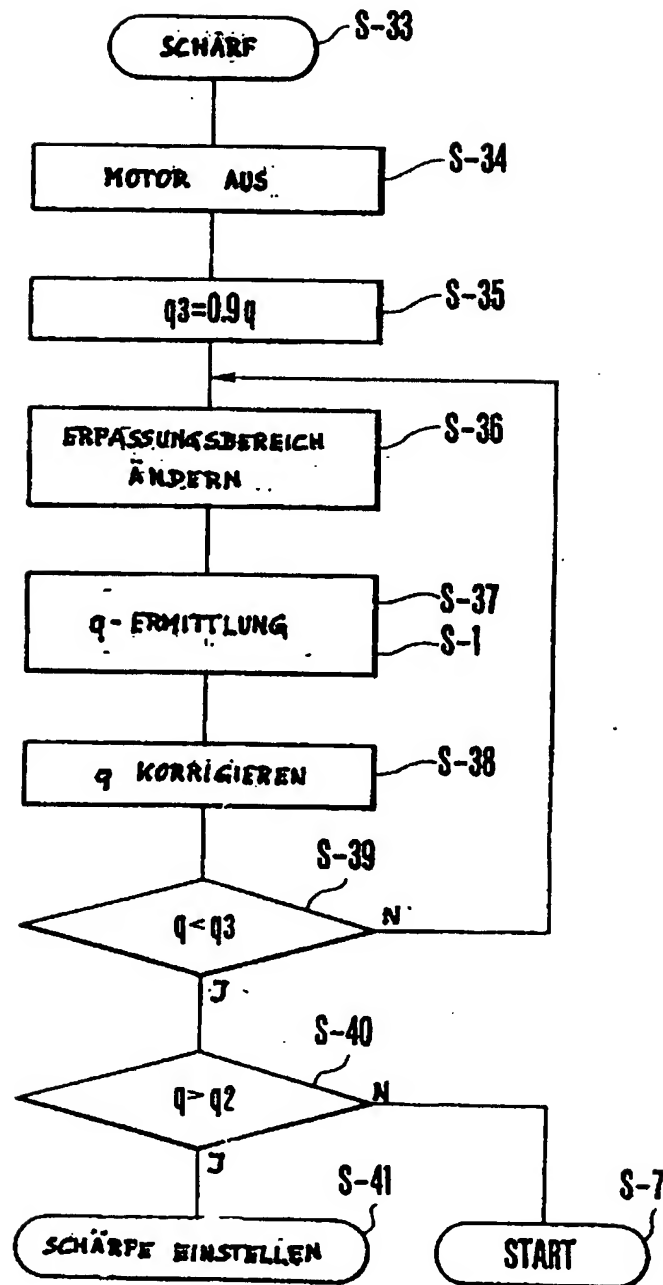 SCHÄRF
S-33
MOTOR AUS
S-34
q3=0.9q
S-35
ERFASSUNGSBEREICH
ÄNDERN
S-36
q-ERMITTLUNG
S-37
S-1
q KORRIGIEREN
S-38
S-39
q<q3
N
J
S-40
q>q2
N
J
S-41
SCHÄRFE EINSTELLEN
S-7
START